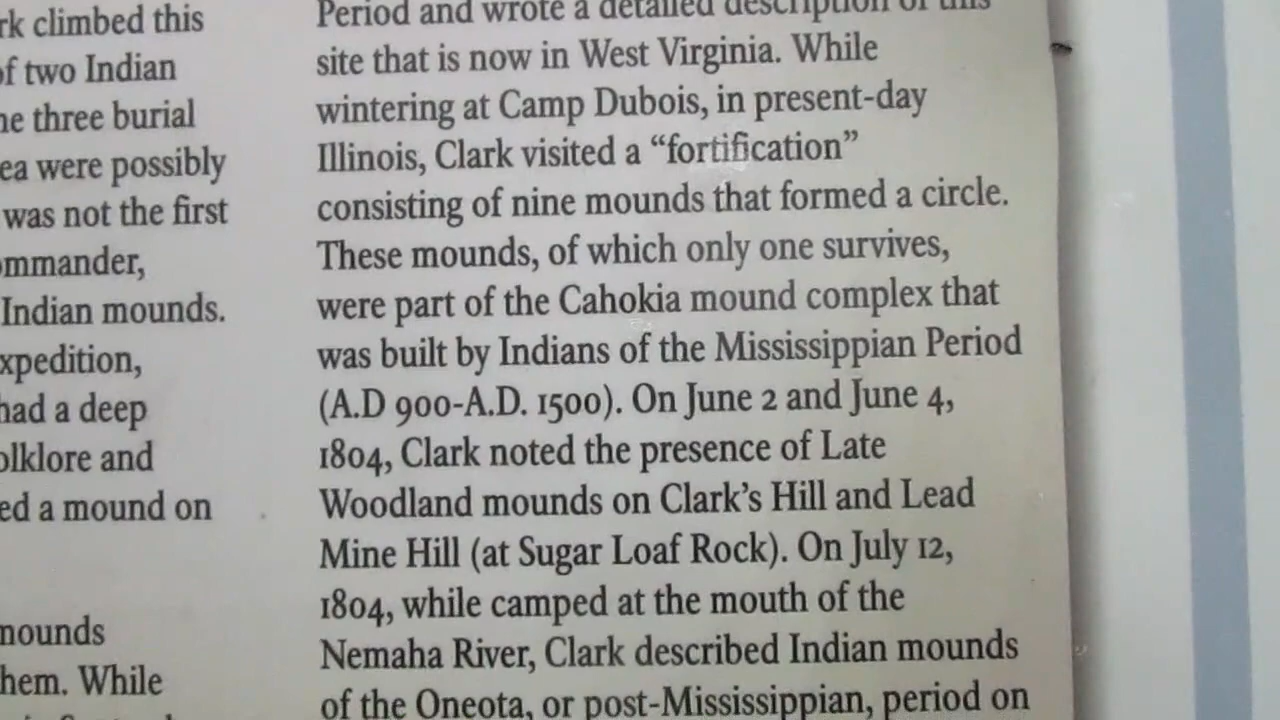 rk climbed this
of two Indian
ne three burial
ea were possibly
was not the first
ommander,
Indian mounds.
xpedition,
had a deep
olklore and
ed a mound on
mounds
hem. While
Period and wrote a detailed description of this
site that is now in West Virginia. While
wintering at Camp Dubois, in present-day
Illinois, Clark visited a “fortification”
consisting of nine mounds that formed a circle.
These mounds, of which only one survives,
were part of the Cahokia mound complex that
was built by Indians of the Mississippian Period
(A.D 900-A.D. 1500). On June 2 and June 4,
1804, Clark noted the presence of Late
Woodland mounds on Clark’s Hill and Lead
Mine Hill (at Sugar Loaf Rock). On July 12,
1804, while camped at the mouth of the
Nemaha River, Clark described Indian mounds
of the Oneota, or post-Mississippian, period on